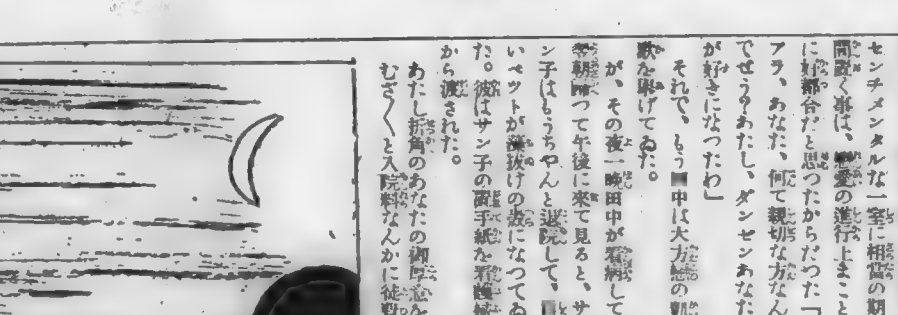 センチメンタルな一室に相當の期
間置く事は、戀愛の進行上まこと
に好都合だと思つたからだつた「
アラ、あなた、何て親切な方なん
でせう？あたし、ダンゼンあなた
が好きになつたわ」
それで、もう田中は大方戀の凱
歌を擧げてゐた。
が、その夜一晩田中が看病して
翌朝歸つて午後に來て見ると、サ
ン子はもうちやんと退院して、
いベツトが藻抜けの殻になつてゐ
た。彼はサン子の置手紙を看護婦
から渡された。
あたし折角のあなたの御厚意を
むざ〱と入院料なんかに徒費